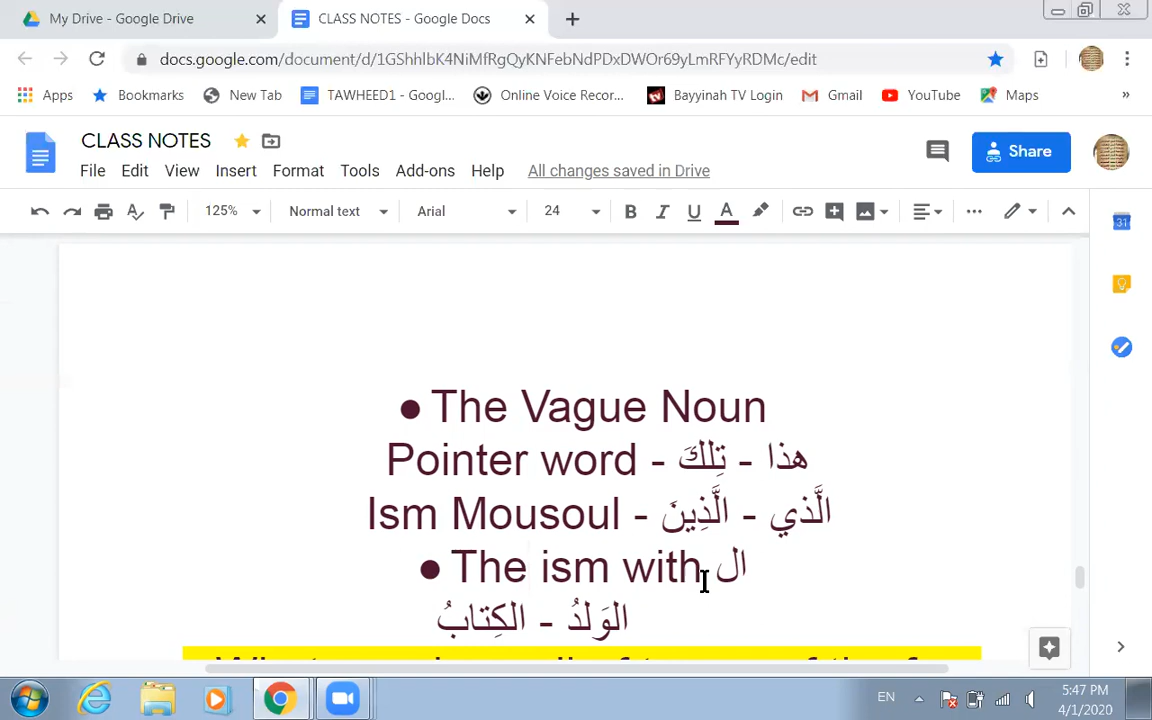 My Drive - Google Drive
CLASS NOTES - Google Docs
docs.google.com/document/d/1GShhlbK4NiMfRgQyKNFebNdPDxDWOr69yLmRFYyRDMc/edit
Apps Bookmarks New Tab TAWHEED1 - Googl... Online Voice Recor... Bayyinah TV Login Gmail YouTube Maps »
CLASS NOTES
File Edit View Insert Format Tools Add-ons Help All changes saved in Drive
Share
125% Normal text Arial 24 B I U A
31
● The Vague Noun
Pointer word - هذا - تِلكَ
Ism Mousoul - الَّذي - الَّذِينَ
● The ism with ال
الوَلدُ - الكِتابُ
EN
5:47 PM
4/1/2020